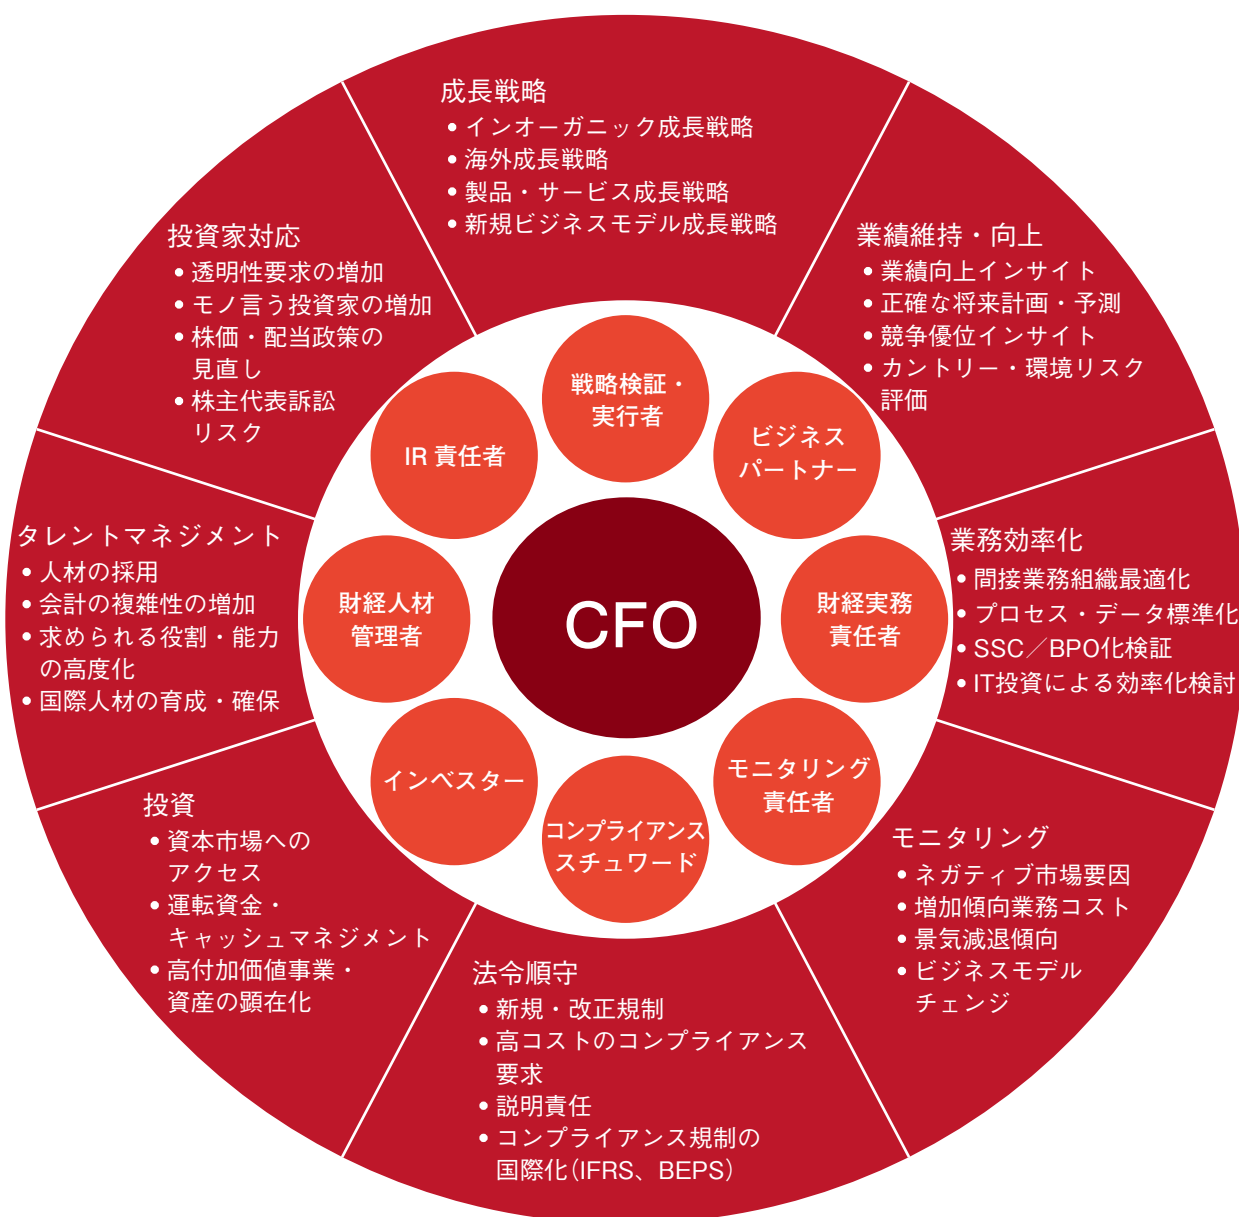 成長戦略
• インオーガニック成長戦略
• 海外成長戦略
• 製品・サービス成長戦略
• 新規ビジネスモデル成長戦略
業績維持・向上
• 業績向上インサイト
• 正確な将来計画・予測
• 競争優位インサイト
• カントリー・環境リスク
評価
業務効率化
• 間接業務組織最適化
• プロセス・データ標準化
• SSC／BPO化検証
• IT投資による効率化検討
モニタリング
• ネガティブ市場要因
• 増加傾向業務コスト
• 景気減退傾向
• ビジネスモデル
チェンジ
法令順守
• 新規・改正規制
• 高コストのコンプライアンス
要求
• 説明責任
• コンプライアンス規制の
国際化（IFRS、BEPS）
投資
• 資本市場への
アクセス
• 運転資金・
キャッシュマネジメント
• 高付加価値事業・
資産の顕在化
タレントマネジメント
• 人材の採用
• 会計の複雑性の増加
• 求められる役割・能力
の高度化
• 国際人材の育成・確保
投資家対応
• 透明性要求の増加
• モノ言う投資家の増加
• 株価・配当政策の
見直し
• 株主代表訴訟
リスク
戦略検証・
実行者
ビジネス
パートナー
財経実務
責任者
モニタリング
責任者
コンプライアンス
スチュワード
インベスター
財経人材
管理者
IR 責任者
CFO